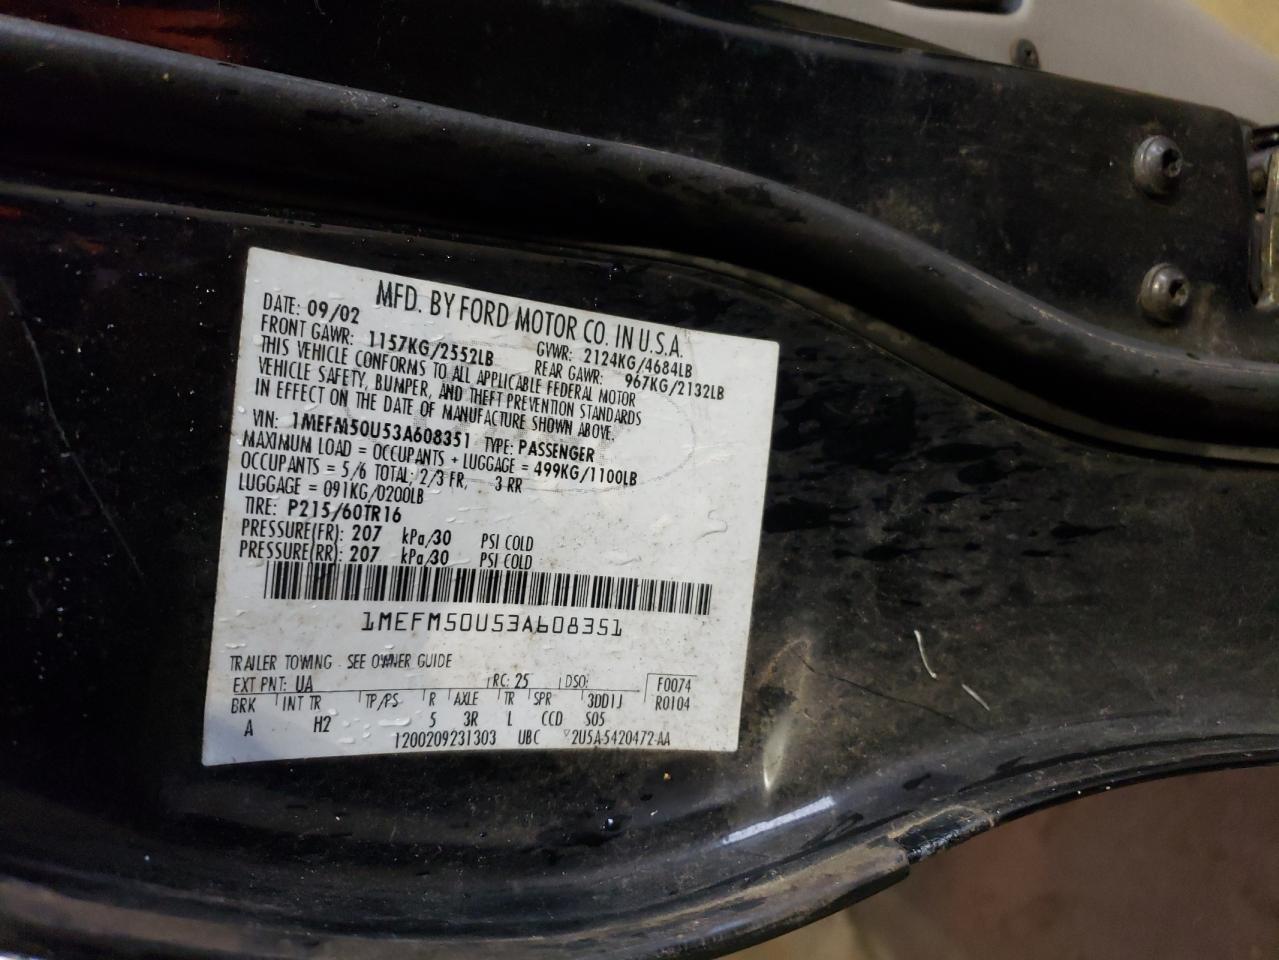 MFD. BY FORD MOTOR CO. IN U.S.A.
DATE: 09/02 GVWR: 2124KG/4684LB
FRONT GAWR: 1157KG/2552LB REAR GAWR: 967KG/2132LB
THIS VEHICLE CONFORMS TO ALL APPLICABLE FEDERAL MOTOR
VEHICLE SAFETY, BUMPER, AND THEFT PREVENTION STANDARDS
IN EFFECT ON THE DATE OF MANUFACTURE SHOWN ABOVE.
VIN: 1MEFM50U53A608351 TYPE: PASSENGER
MAXIMUM LOAD = OCCUPANTS + LUGGAGE = 499KG/1100LB
OCCUPANTS = 5/6 TOTAL: 2/3 FR, 3 RR
LUGGAGE = 091KG/0200LB
TIRE: P215/60TR16
PRESSURE(FR): 207 kPa/30 PSI COLD
PRESSURE(RR): 207 kPa/30 PSI COLD
1MEFM50U53A608351
TRAILER TOWING - SEE OWNER GUIDE
EXT PNT: UA RC: 25 DSO: F0074
BRK INT TR TP/PS R AXLE TR SPR 3DD1J R0104
A H2 5 3R L CCD S05
1200209231303 UBC 2U5A-5420472-AA